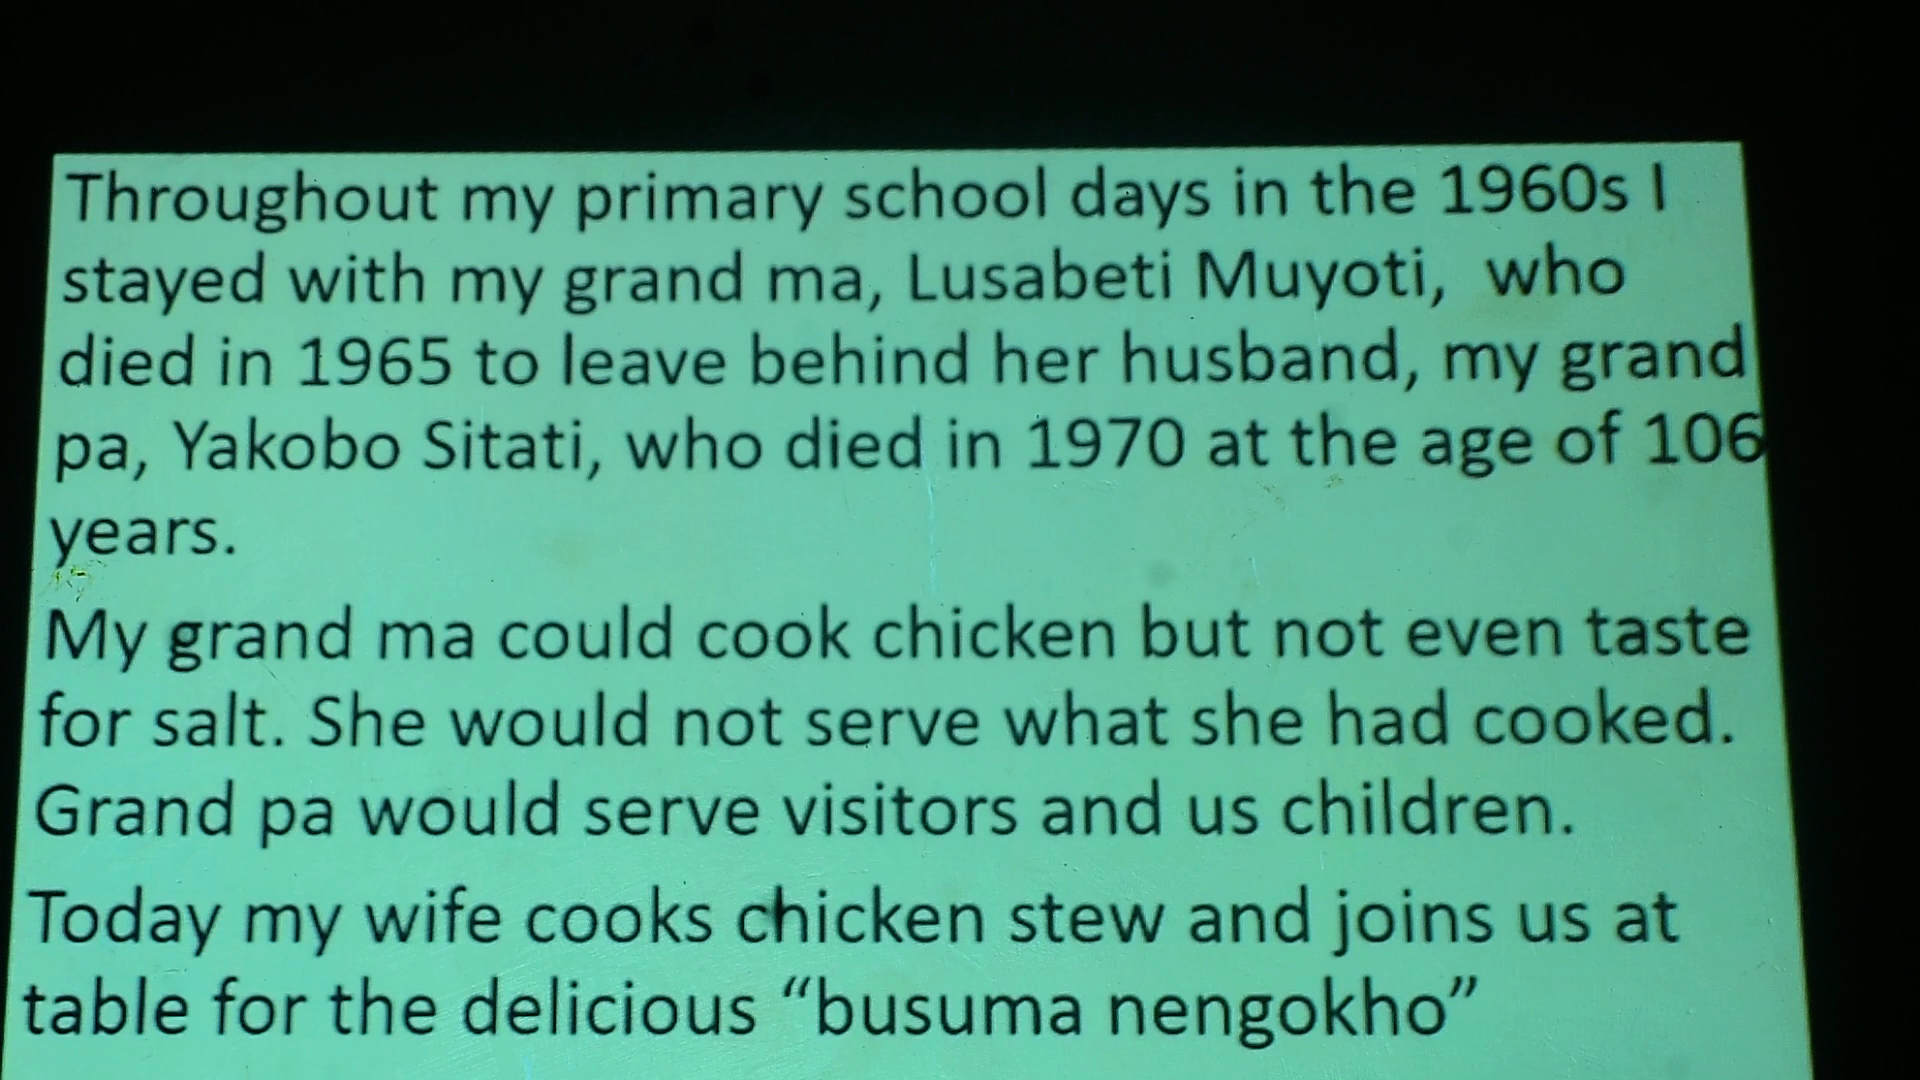 Throughout my primary school days in the 1960s I
stayed with my grand ma, Lusabeti Muyoti, who
died in 1965 to leave behind her husband, my grand
pa, Yakobo Sitati, who died in 1970 at the age of 106
years.
My grand ma could cook chicken but not even taste
for salt. She would not serve what she had cooked.
Grand pa would serve visitors and us children.
Today my wife cooks chicken stew and joins us at
table for the delicious “busuma nengokho”